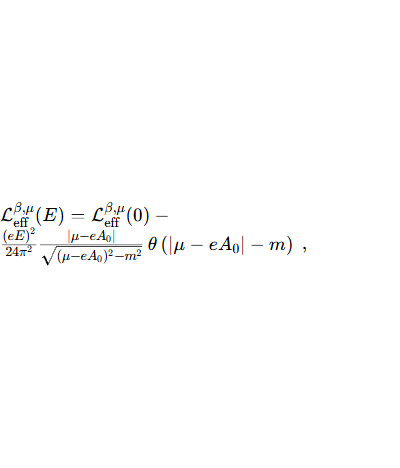 \mathcal{L}_{\text{eff}}^{\beta,\mu}(E) = \mathcal{L}_{\text{eff}}^{\beta,\mu}(0) -
\frac{(eE)^2}{24\pi^2} \frac{|\mu - eA_0|}{\sqrt{(\mu - eA_0)^2 - m^2}} \, \theta \left( |\mu - eA_0| - m \right) \ ,